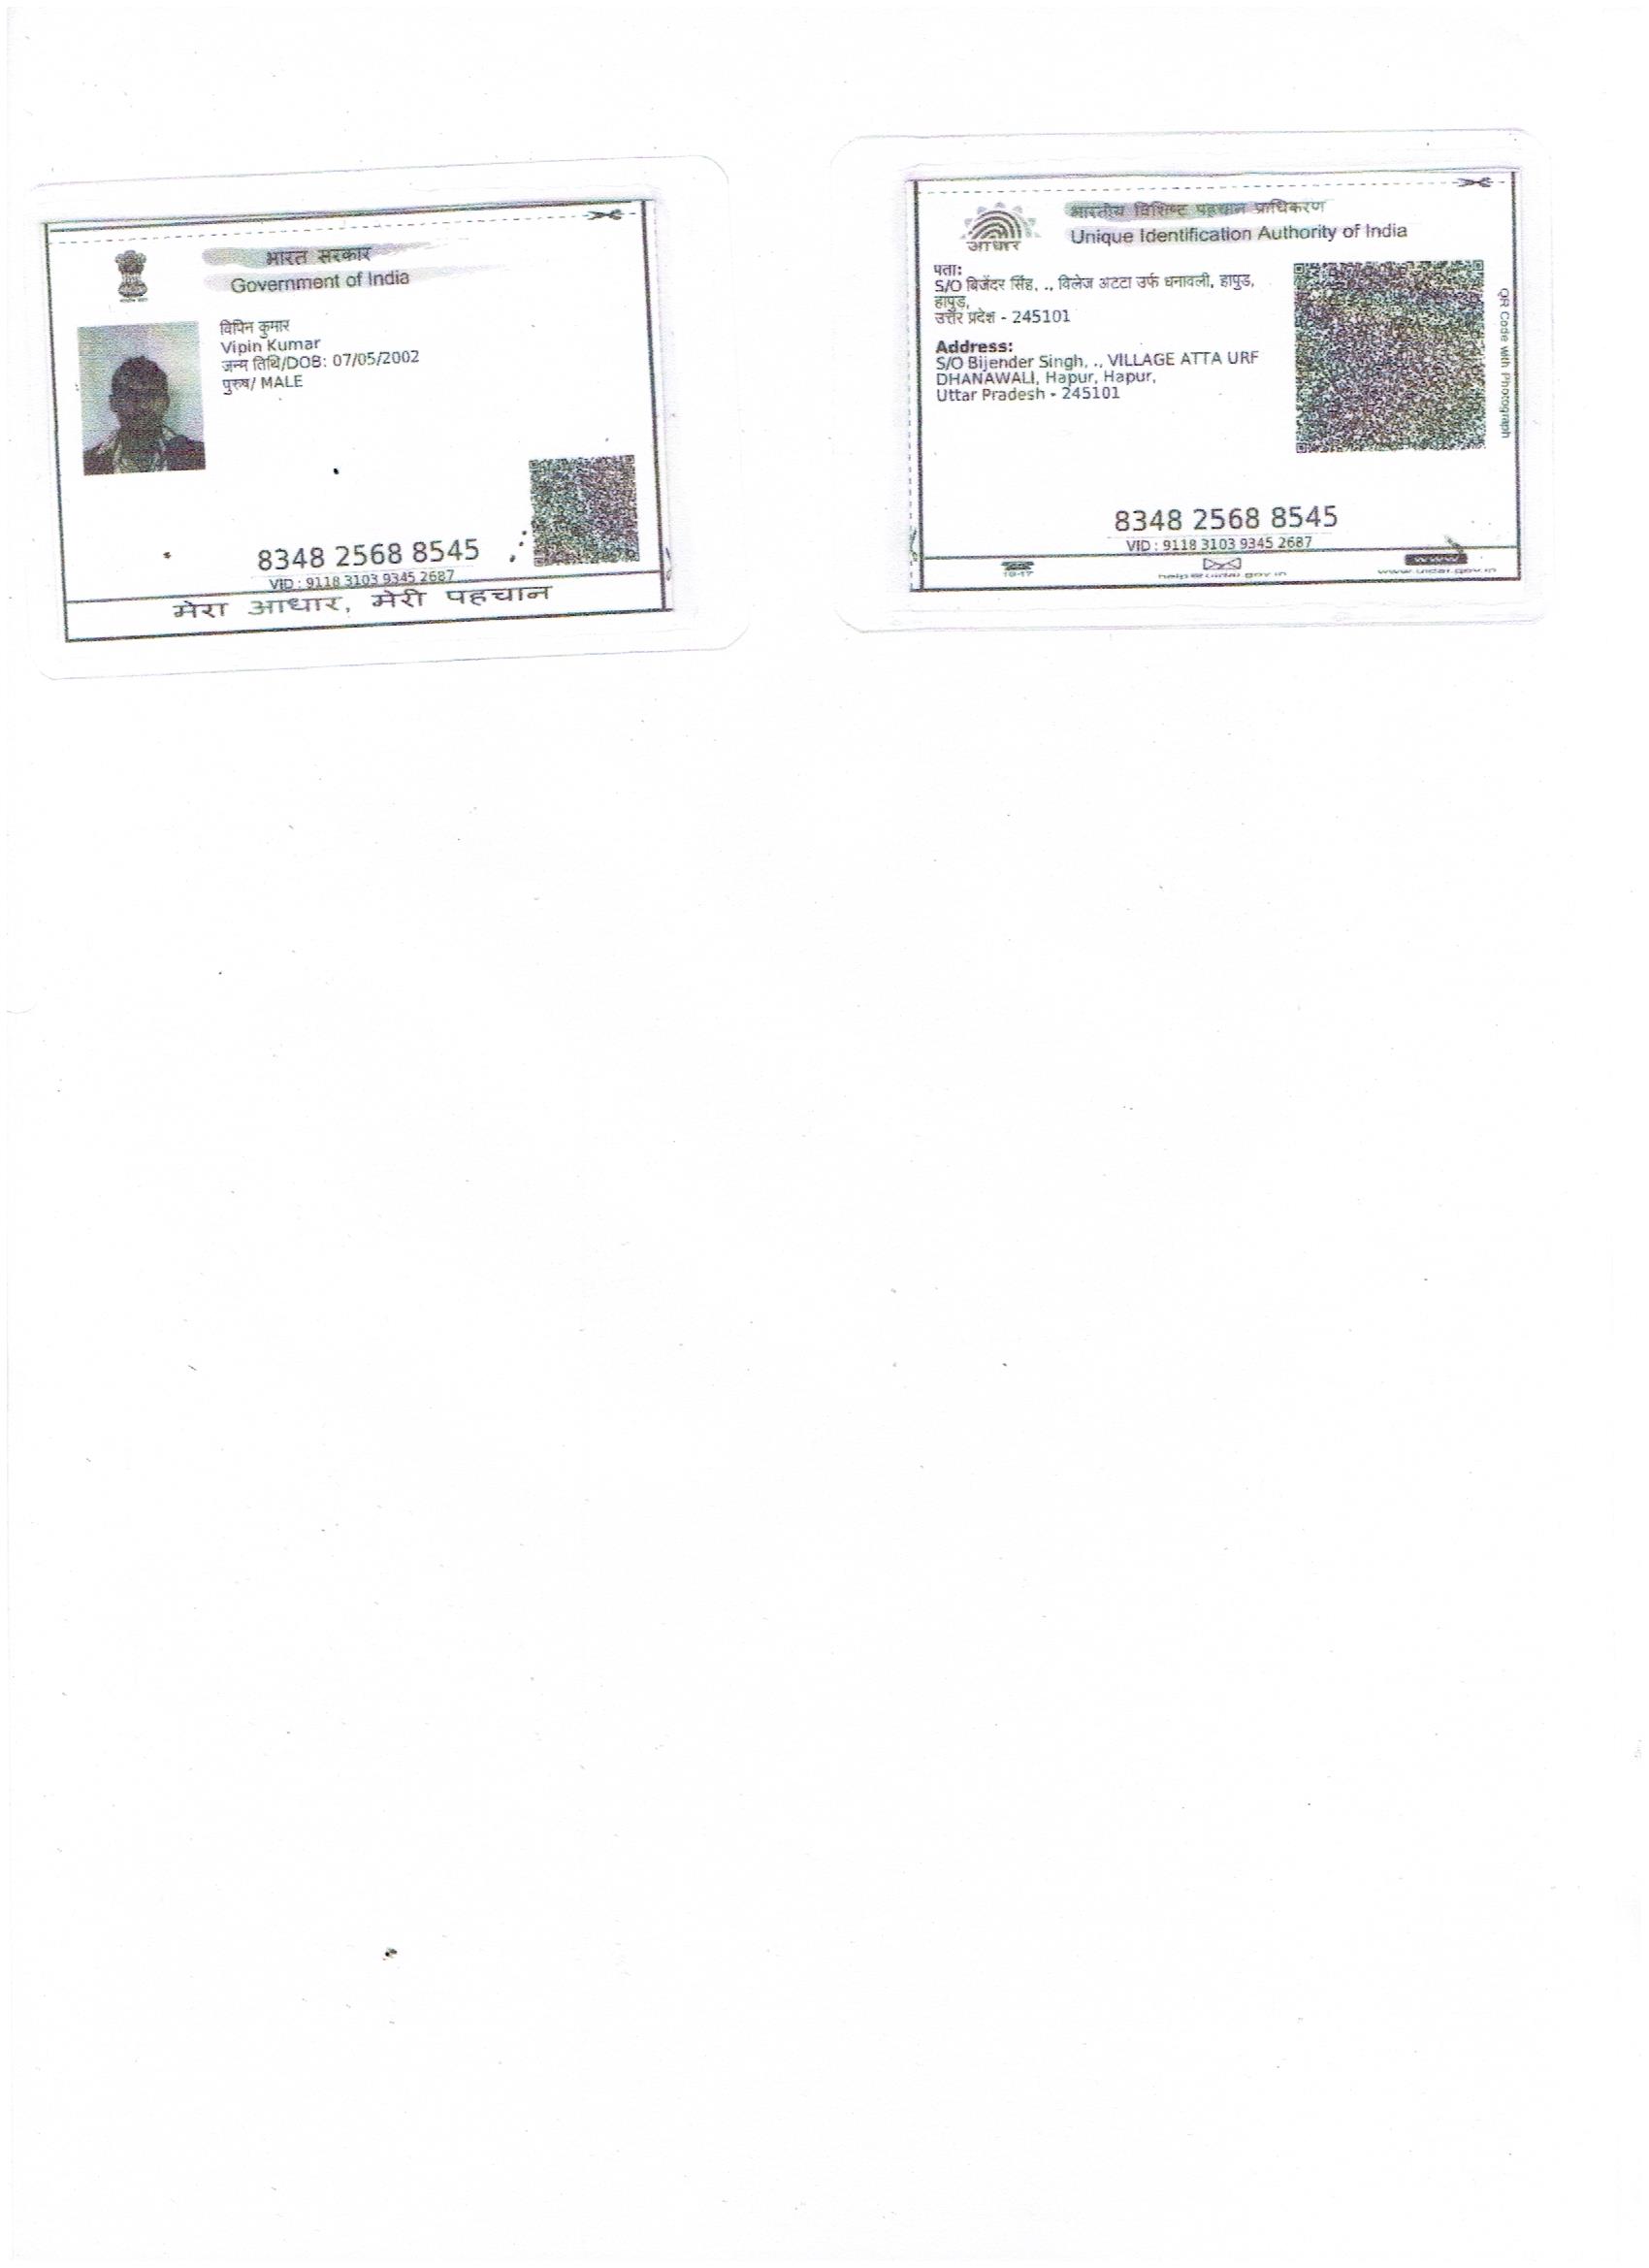 भारत सरकार
Government of India
विपिन कुमार
Vipin Kumar
जन्म तिथि/DOB: 07/05/2002
पुरुष/ MALE
8348 2568 8545
VID : 9118 3103 9345 2687
मेरा आधार, मेरी पहचान
भारतीय विशिष्ट पहचान प्राधिकरण
Unique Identification Authority of India
आधार
पता:
S/O बिजेंदर सिंह, ., विलेज अटटा उर्फ धनावली, हापुड,
हापुड,
उत्तर प्रदेश - 245101
Address:
S/O Bijender Singh, ., VILLAGE ATTA URF
DHANAWALI, Hapur, Hapur,
Uttar Pradesh - 245101
QR Code with Photograph
8348 2568 8545
VID : 9118 3103 9345 2687
1947
help@uidai.gov.in
www
www.uidai.gov.in